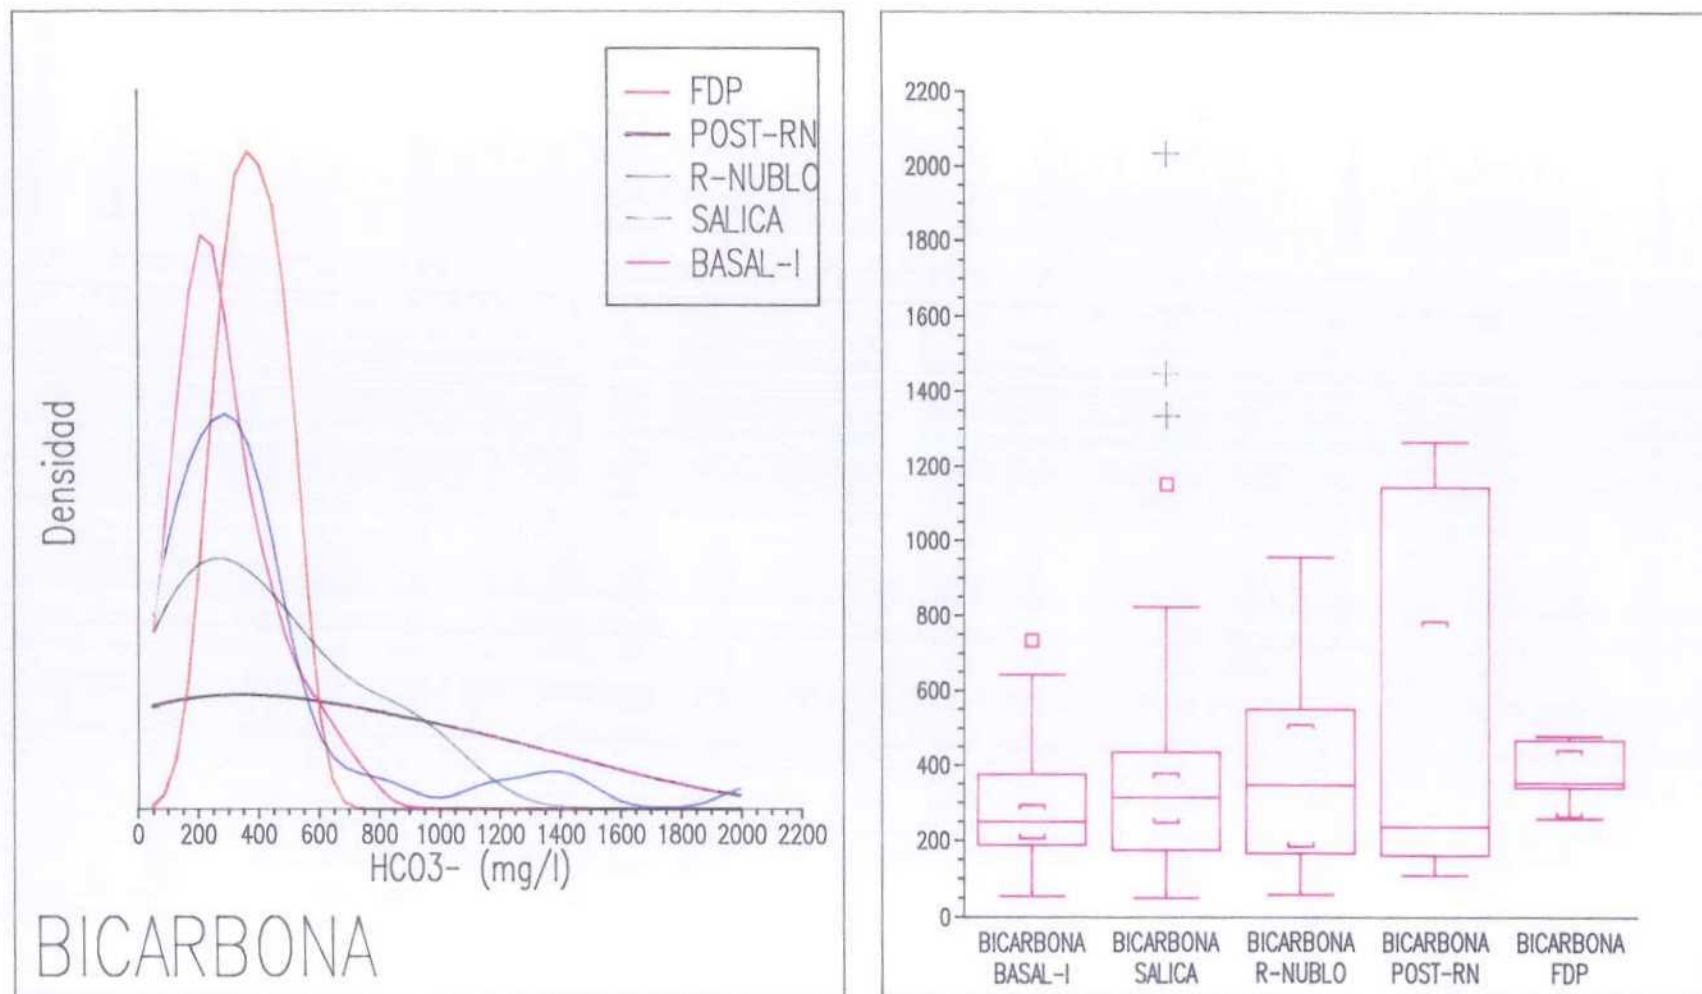 FDP
POST-RN
R-NUBLO
SALICA
BASAL-I
Densidad
0 200 400 600 800 1000 1200 1400 1600 1800 2000 2200
HCO3- (mg/l)
BICARBONA
2200
2000
1800
1600
1400
1200
1000
800
600
400
200
0
BICARBONA BICARBONA BICARBONA BICARBONA BICARBONA
BASAL-I SALICA R-NUBLO POST-RN FDP